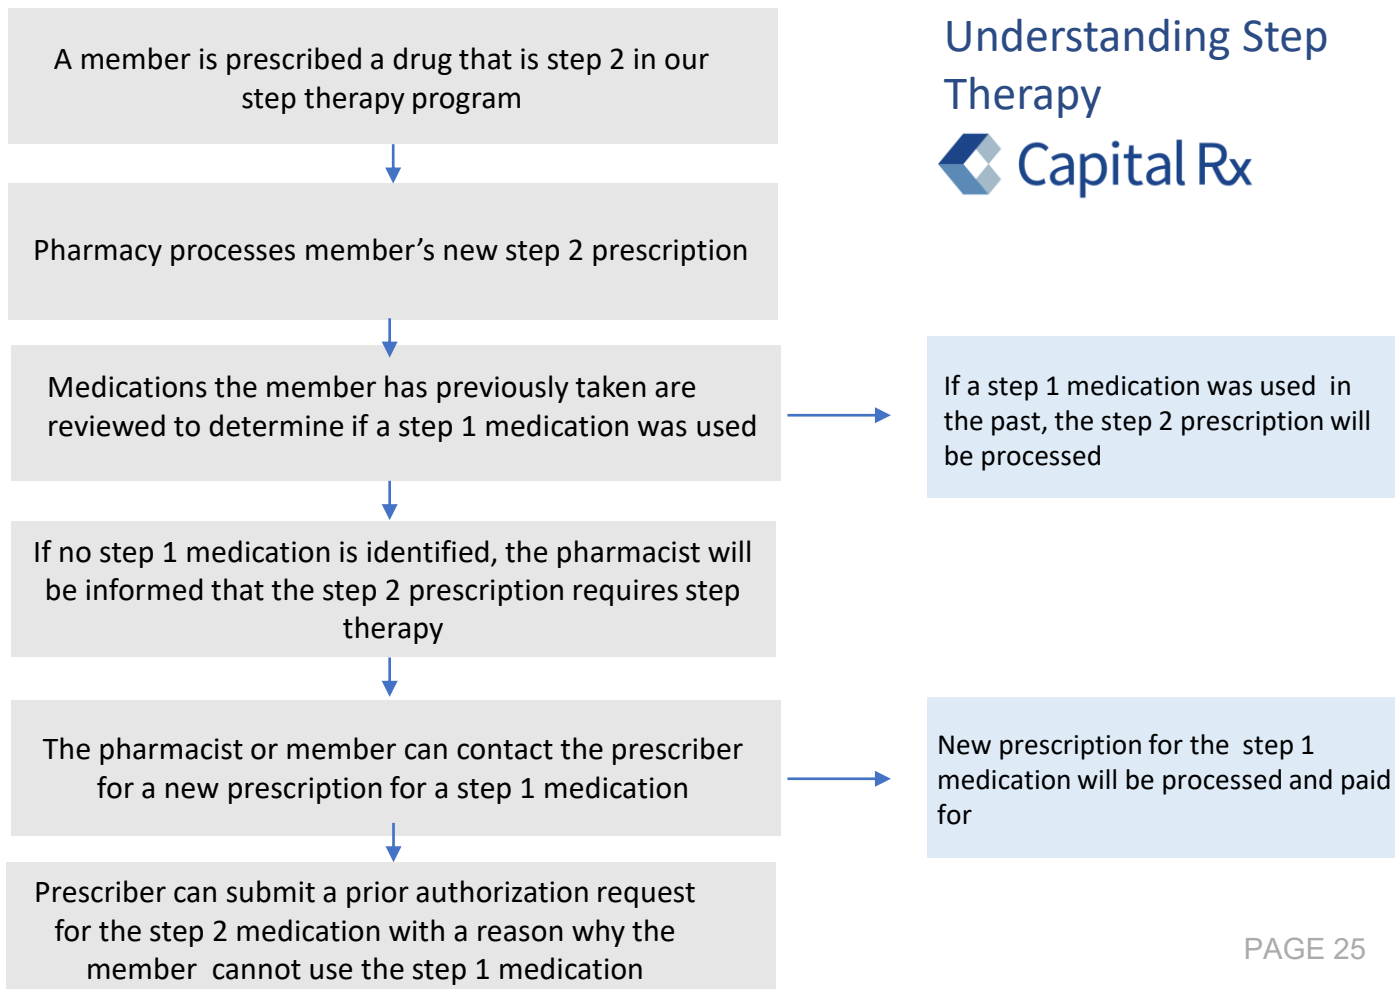 Understanding Step
Therapy
Capital Rx
A member is prescribed a drug that is step 2 in our
step therapy program
Pharmacy processes member’s new step 2 prescription
Medications the member has previously taken are
reviewed to determine if a step 1 medication was used
If a step 1 medication was used in
the past, the step 2 prescription will
be processed
If no step 1 medication is identified, the pharmacist will
be informed that the step 2 prescription requires step
therapy
The pharmacist or member can contact the prescriber
for a new prescription for a step 1 medication
New prescription for the step 1
medication will be processed and paid
for
Prescriber can submit a prior authorization request
for the step 2 medication with a reason why the
member cannot use the step 1 medication
PAGE 25